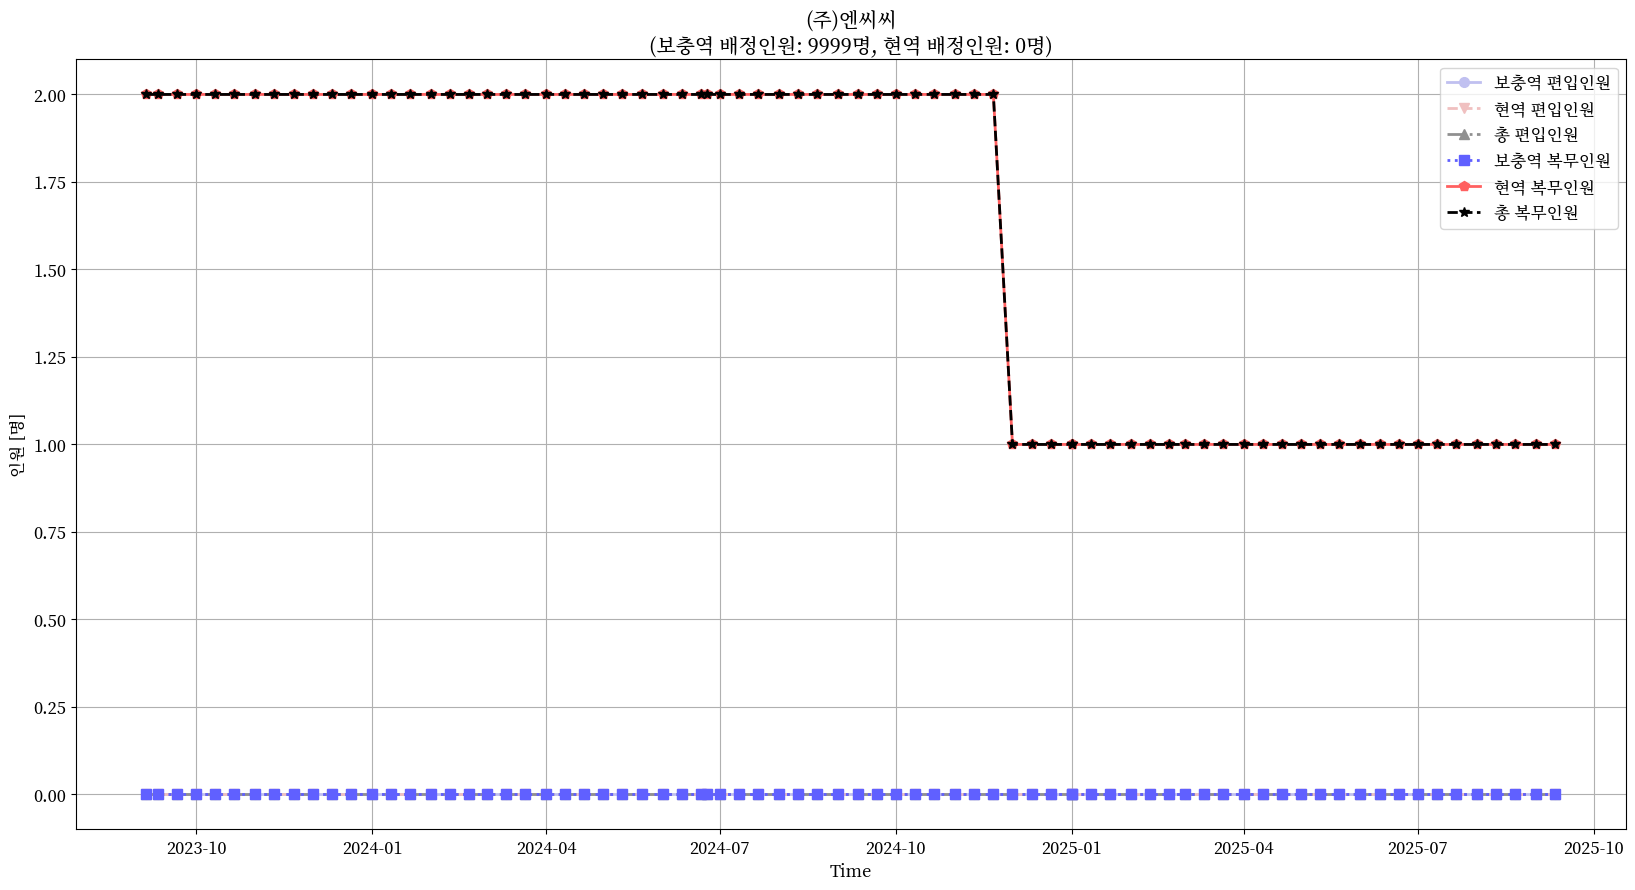 (주)엔씨씨
(보충역 배정인원: 9999명, 현역 배정인원: 0명)
보충역 편입인원
현역 편입인원
총 편입인원
보충역 복무인원
현역 복무인원
총 복무인원
인원 [명]
2.00
1.75
1.50
1.25
1.00
0.75
0.50
0.25
0.00
2023-10 2024-01 2024-04 2024-07 2024-10 2025-01 2025-04 2025-07 2025-10
Time